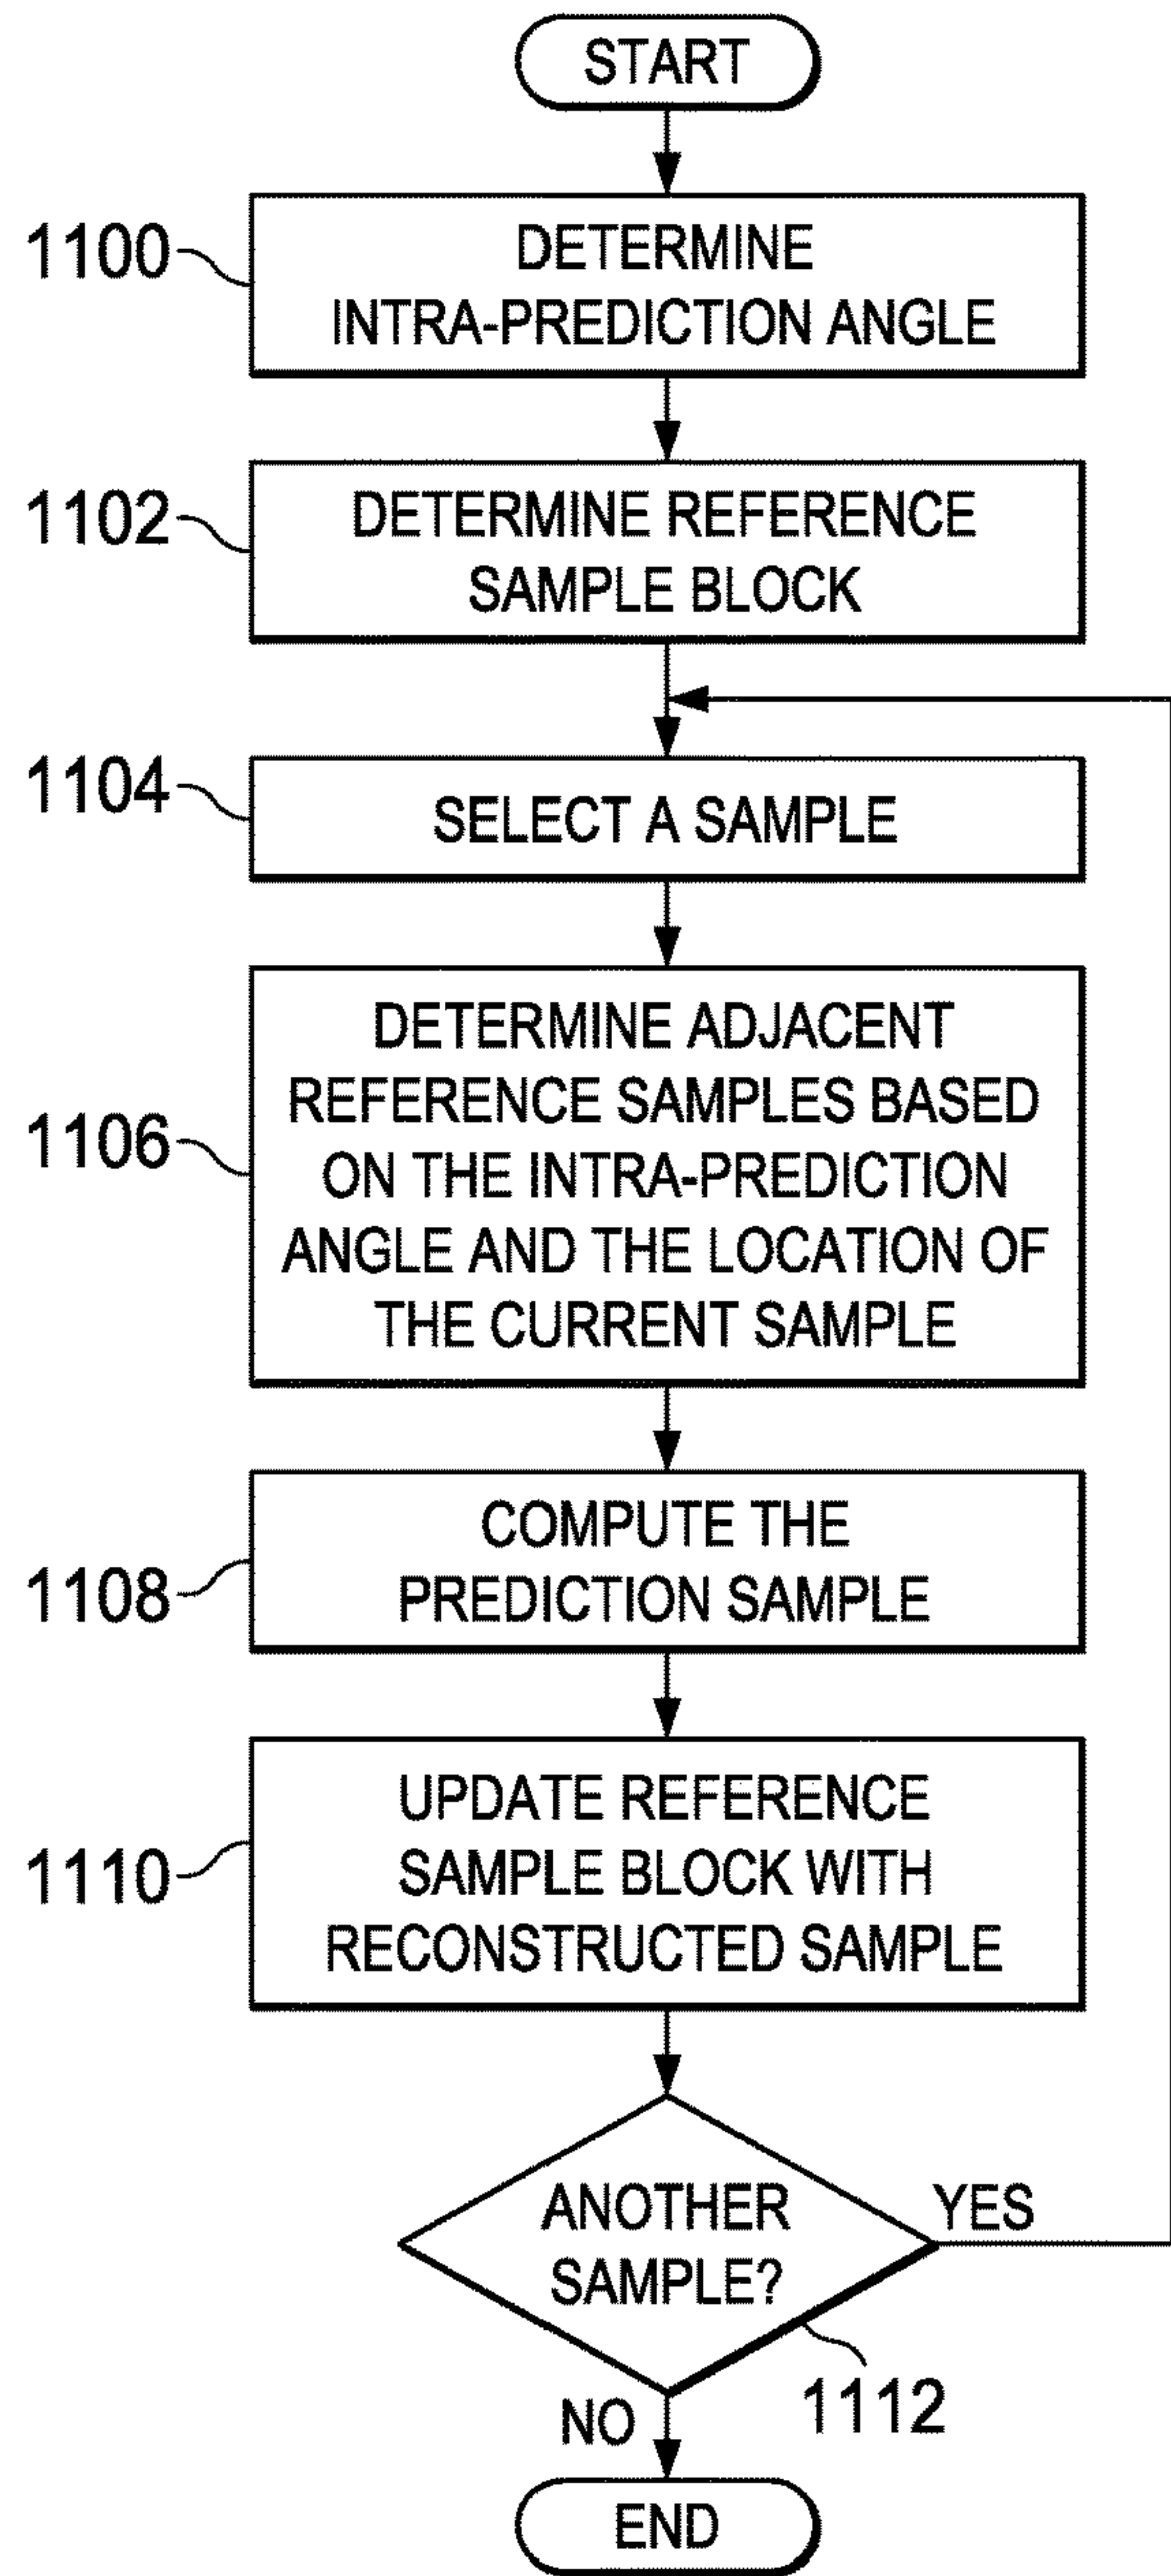 START
1100
DETERMINE
INTRA-PREDICTION ANGLE
1102
DETERMINE REFERENCE
SAMPLE BLOCK
1104
SELECT A SAMPLE
1106
DETERMINE ADJACENT
REFERENCE SAMPLES BASED
ON THE INTRA-PREDICTION
ANGLE AND THE LOCATION OF
THE CURRENT SAMPLE
1108
COMPUTE THE
PREDICTION SAMPLE
1110
UPDATE REFERENCE
SAMPLE BLOCK WITH
RECONSTRUCTED SAMPLE
ANOTHER
SAMPLE?
YES
1112
NO
END